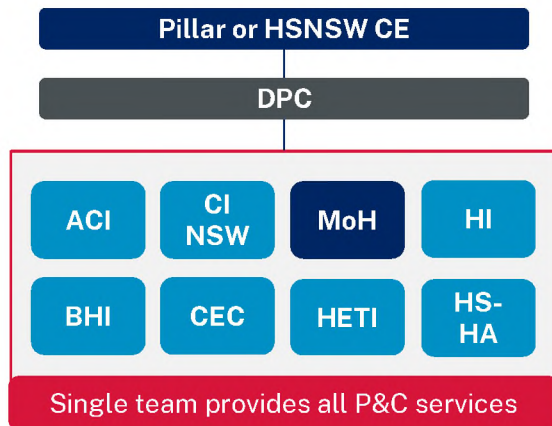 Pillar or HSNSW CE
DPC
ACI
CI
NSW
MoH
HI
BHI
CEC
HETI
HS-
HA
Single team provides all P&C services